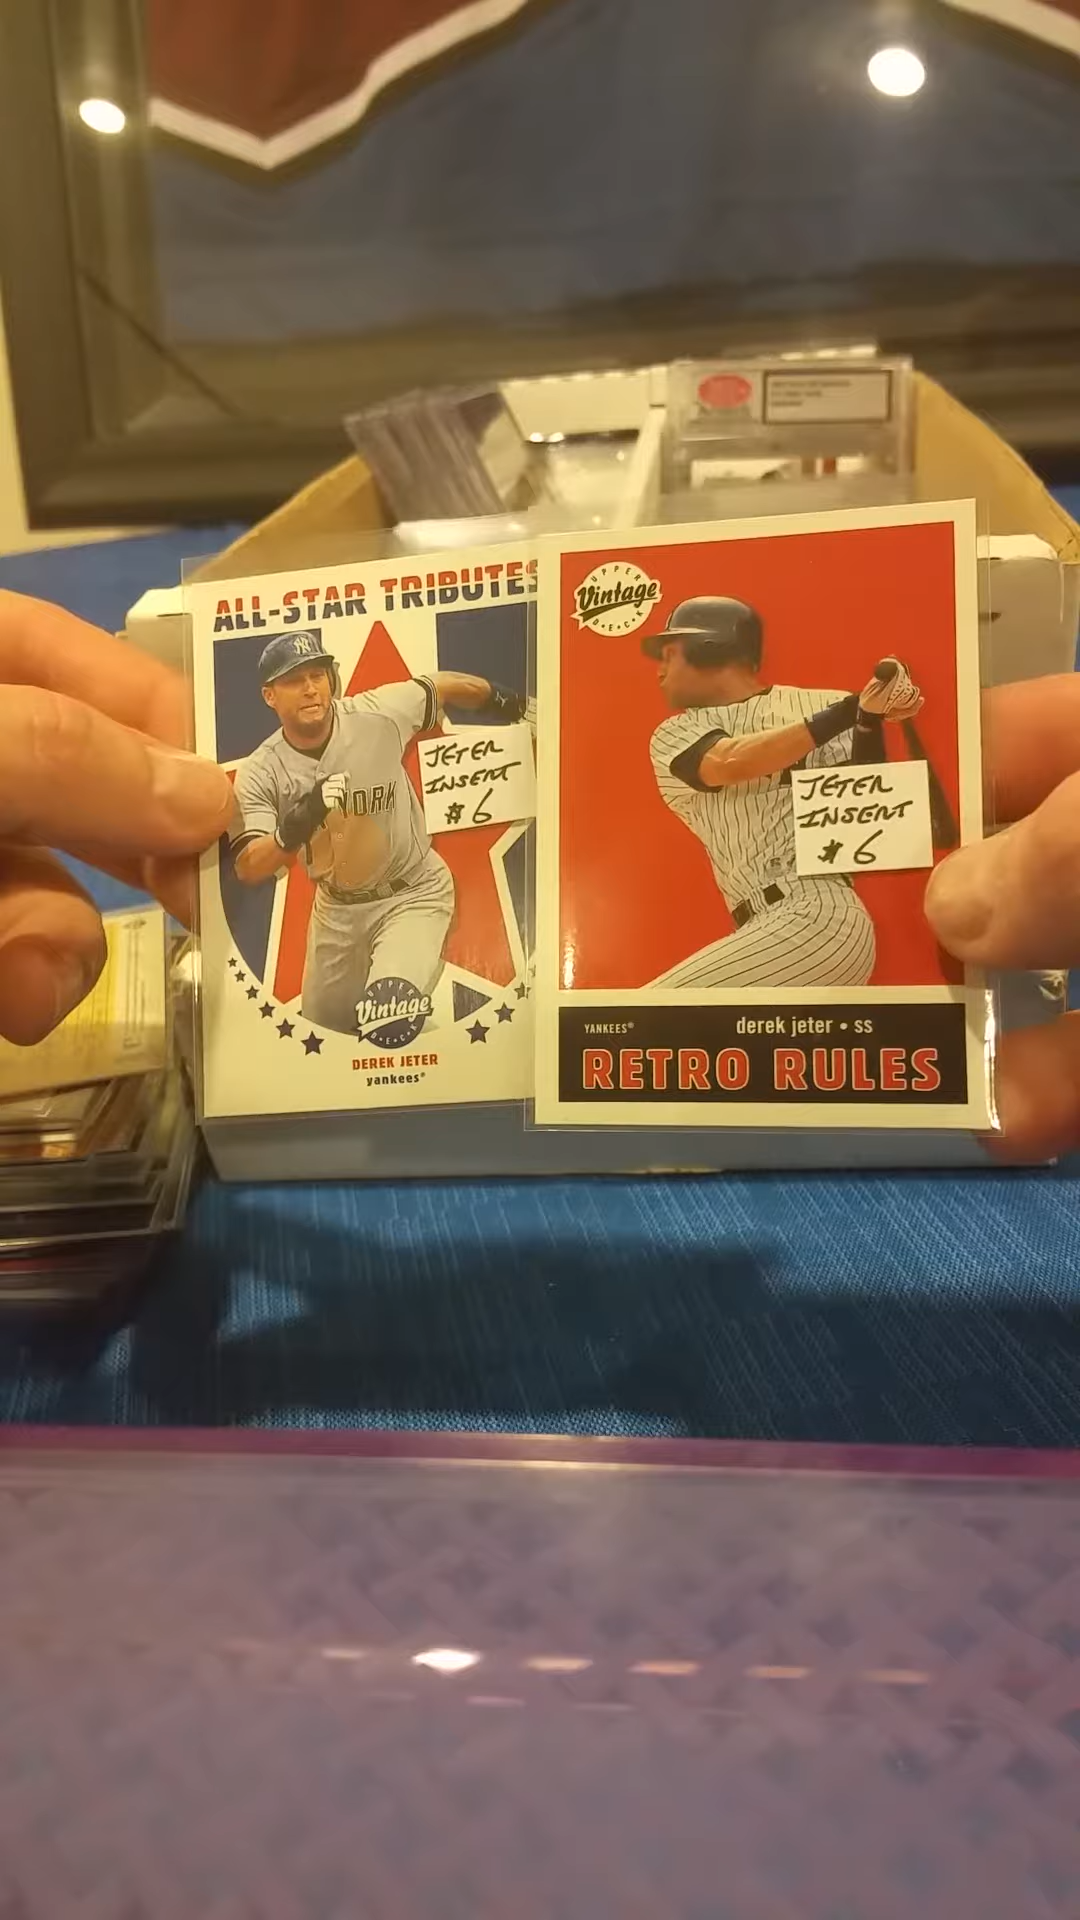 ALL-STAR TRIBUTES
YORK
JETER
INSERT
#6
UPPER
Vintage
DECK
DEREK JETER
yankees®
UPPER
Vintage
DECK
JETER
INSERT
#6
YANKEES®
derek jeter • ss
RETRO RULES